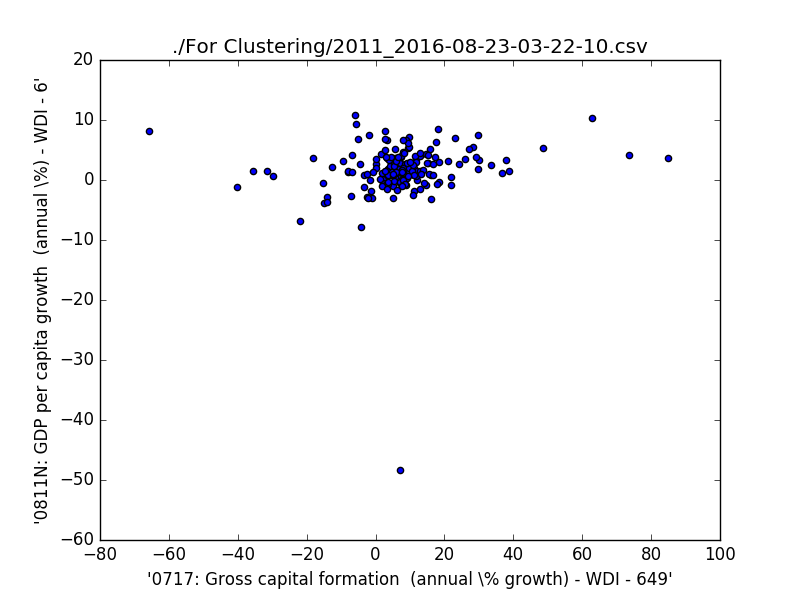 ./For Clustering/2011_2016-08-23-03-22-10.csv
20
10
0
−10
−20
−30
−40
−50
−60
'0811N: GDP per capita growth  (annual \%) - WDI - 6'
−80 −60 −40 −20 0 20 40 60 80 100
'0717: Gross capital formation  (annual \% growth) - WDI - 649'